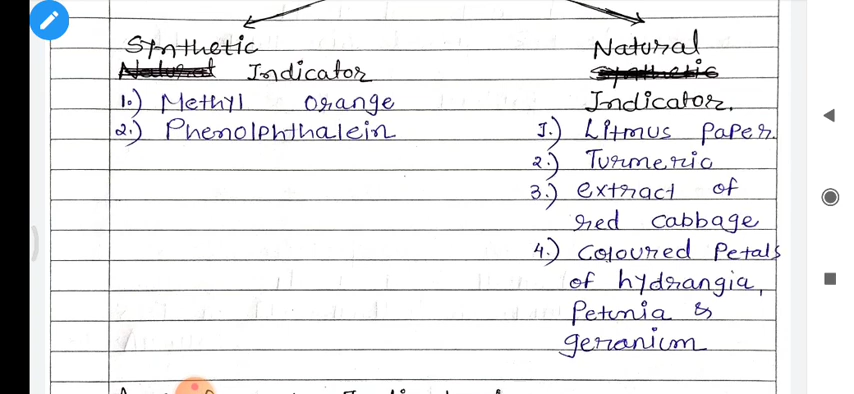 Synthetic
Indicator
1.) Methyl orange
2.) Phenolphthalein
Natural
Indicator.
1.) Litmus paper.
2.) Turmeric
3.) extract of
red cabbage
4.) Coloured Petals
of hydrangia,
Petunia &
geranium